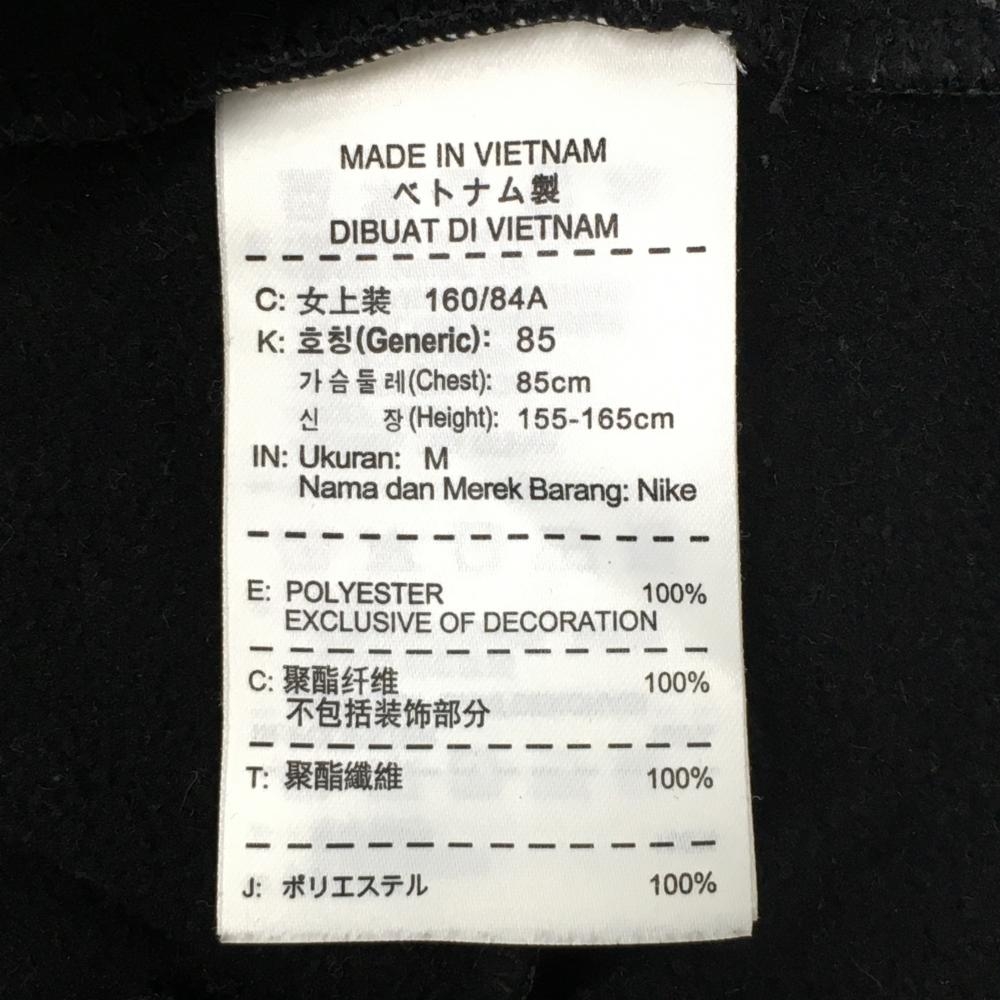 MADE IN VIETNAM
ベトナム製
DIBUAT DI VIETNAM
C: 女上装 160/84A
K: 호칭(Generic): 85
가슴둘레(Chest): 85cm
신 장(Height): 155-165cm
IN: Ukuran: M
Nama dan Merek Barang: Nike
E: POLYESTER 100%
EXCLUSIVE OF DECORATION
C: 聚酯纤维 100%
不包括装饰部分
T: 聚酯纖維 100%
J: ポリエステル 100%